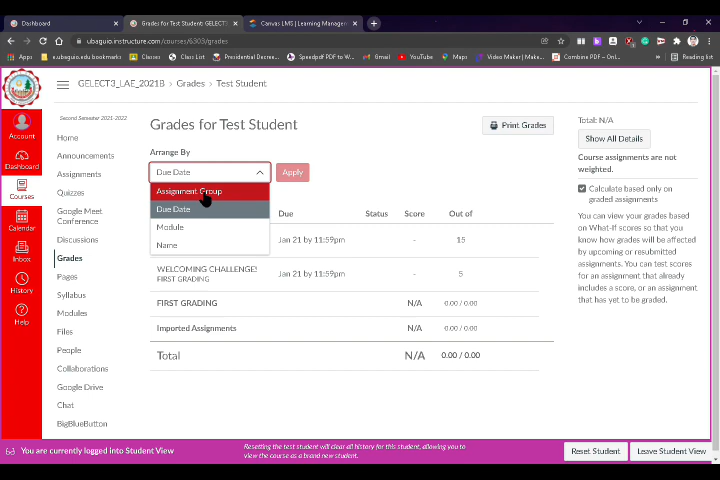 Dashboard
Grades for Test Student: GELECT3
Canvas LMS | Learning Manageme
ubaguio.instructure.com/courses/6303/grades
Apps
e.ubaguio.edu bookmark
Classes
Class List
Presidential Decree...
Speedpdf PDF to W...
Gmail
YouTube
Maps
Video Maker | Make...
Combine PDF – Onl...
Reading list
GELECT3_LAE_2021B > Grades > Test Student
Account
Dashboard
Courses
Calendar
Inbox
History
Help
Second Semester 2021-2022
Home
Announcements
Assignments
Quizzes
Google Meet
Conference
Discussions
Grades
Pages
Syllabus
Modules
Files
People
Collaborations
Google Drive
Chat
BigBlueButton
Grades for Test Student
Print Grades
Arrange By
Due Date
Apply
Assignment Group
Due Date
Module
Name
Due Status Score Out of
Jan 21 by 11:59pm - 15
WELCOMING CHALLENGE!
FIRST GRADING
Jan 21 by 11:59pm - 5
FIRST GRADING N/A 0.00 / 0.00
Imported Assignments N/A 0.00 / 0.00
Total N/A 0.00 / 0.00
Total: N/A
Show All Details
Course assignments are not
weighted.
Calculate based only on
graded assignments
You can view your grades
based on What-If scores so that
you know how grades will be
affected by upcoming or resubmitted
assignments. You can test scores
for an assignment that already
includes a score, or an assignment
that has yet to be graded.
You are currently logged into Student View
Resetting the test student will clear all history for this student, allowing you to
view the course as a brand new student.
Reset Student
Leave Student View